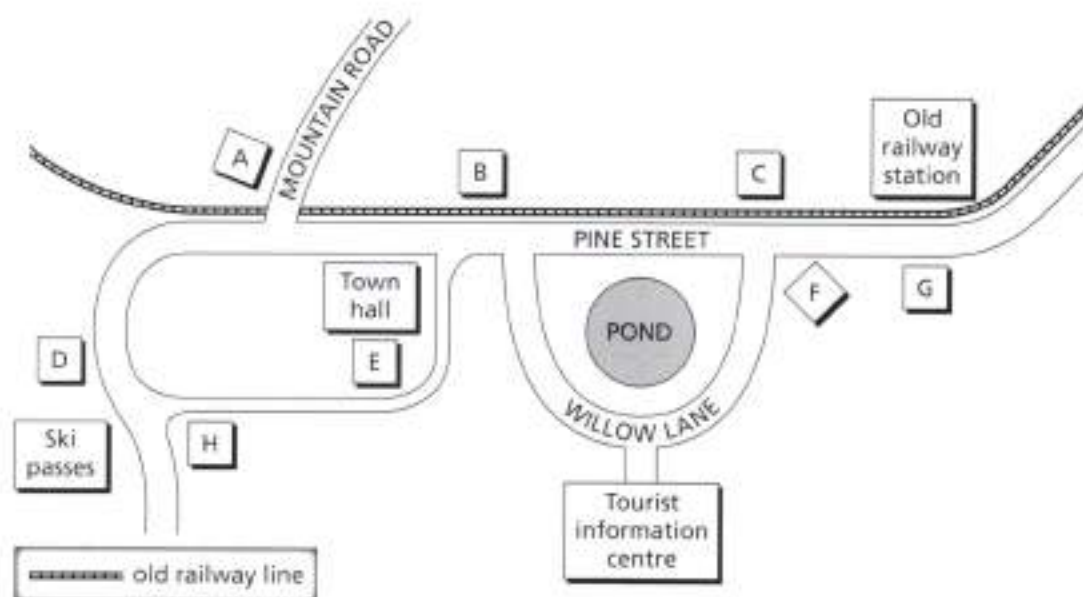 MOUNTAIN ROAD
Old
railway
station
A
B
C
PINE STREET
Town
hall
F
G
POND
D
E
WILLOW LANE
H
Ski
passes
Tourist
information
centre
old railway line